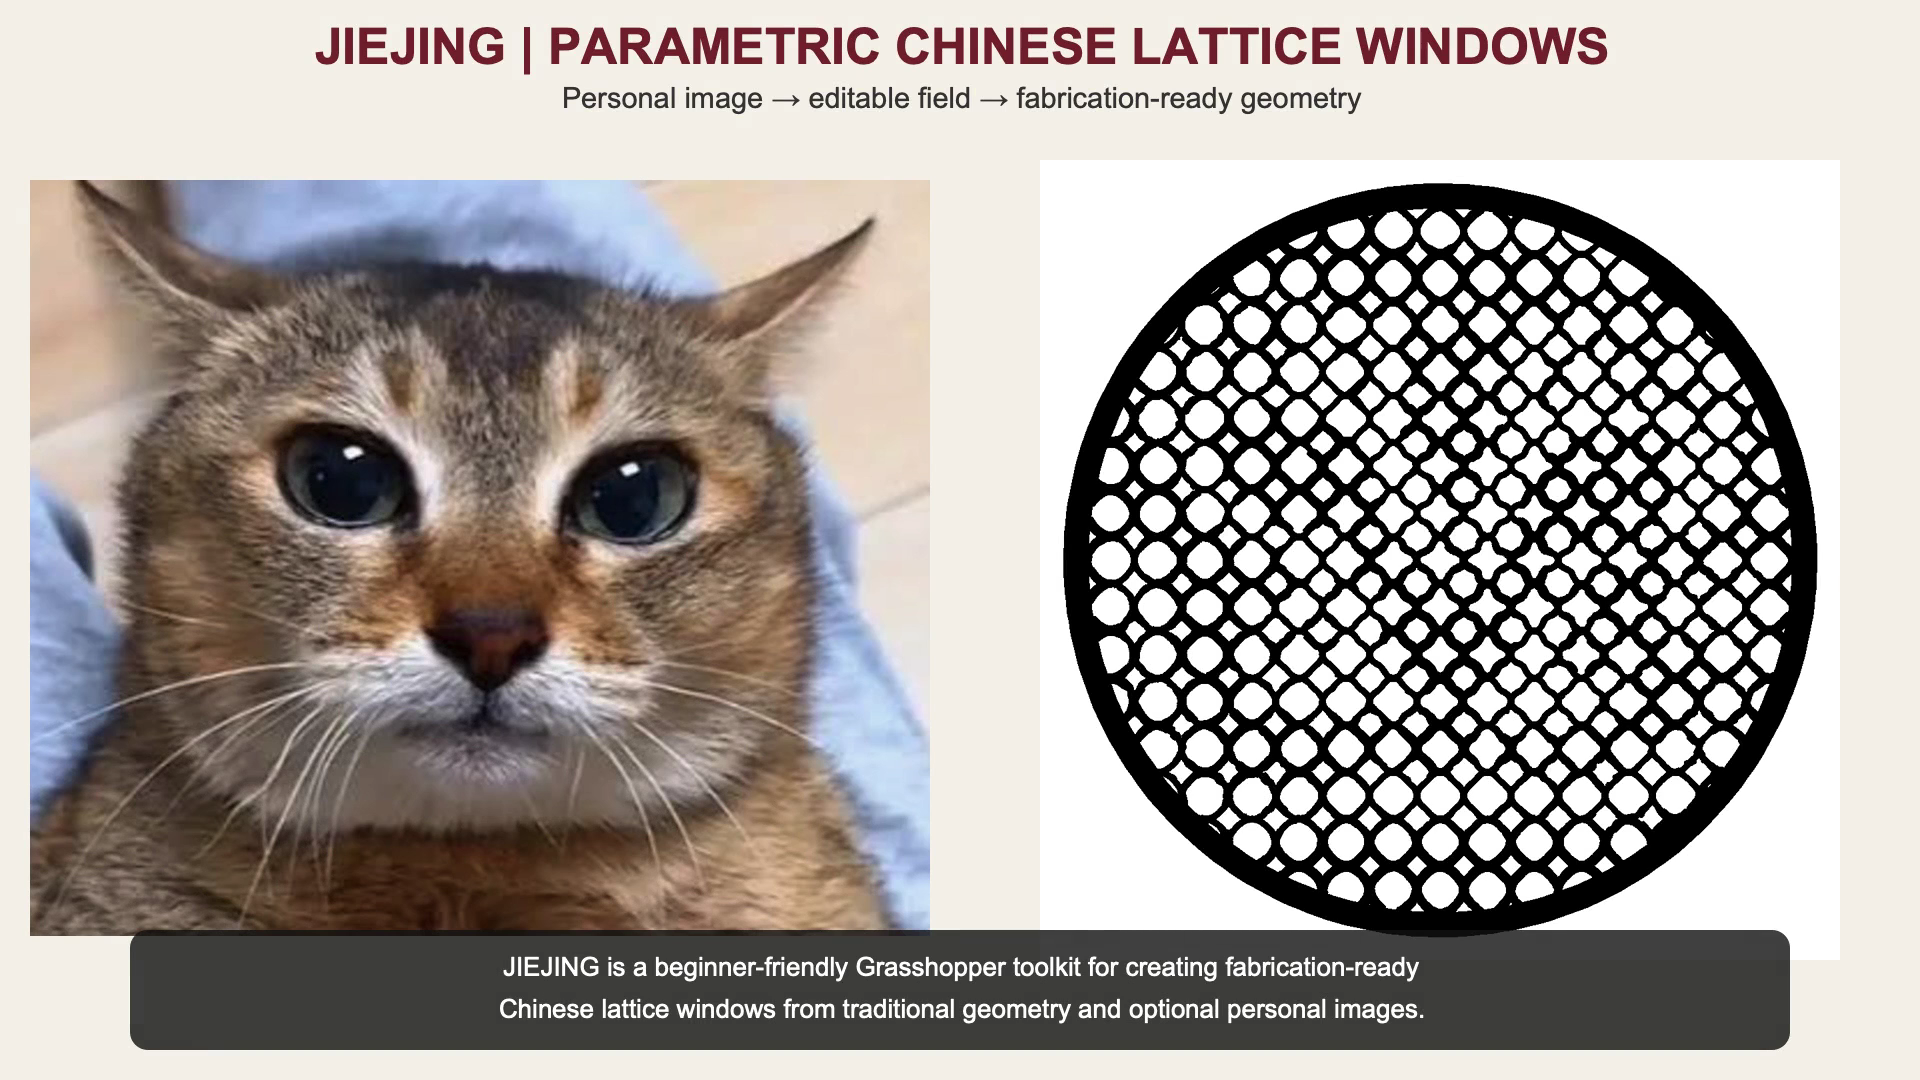 JIEJING | PARAMETRIC CHINESE LATTICE WINDOWS
Personal image → editable field → fabrication-ready geometry
JIEJING is a beginner-friendly Grasshopper toolkit for creating fabrication-ready
Chinese lattice windows from traditional geometry and optional personal images.